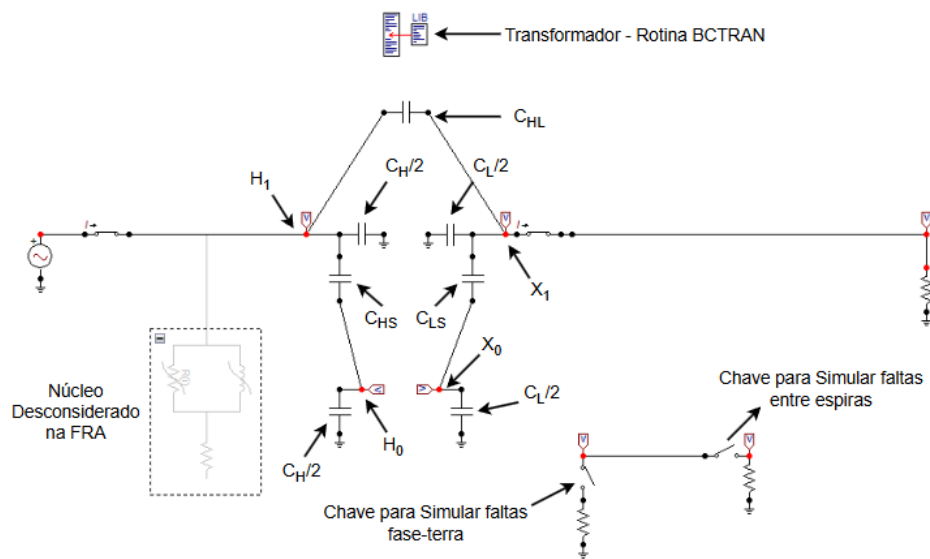 LIB
Transformador - Rotina BCTRAN
C_HL
C_H/2
C_L/2
H_1
V
V
V
I
+
I
X_1
C_HS
C_LS
X_0
Núcleo
Desconsiderado
na FRA
R(i)
V
V
C_L/2
H_0
C_H/2
Chave para Simular faltas
entre espiras
V
V
Chave para Simular faltas
fase-terra